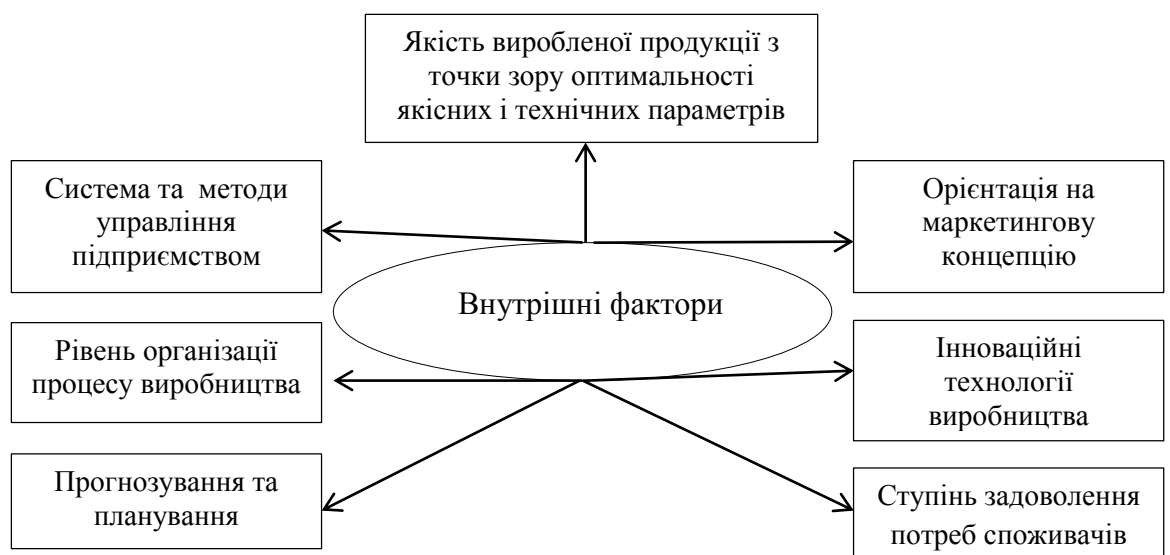 Якість виробленої продукції з
точки зору оптимальності
якісних і технічних параметрів
Система та методи
управління
підприємством
Орієнтація на
маркетингову
концепцію
Внутрішні фактори
Рівень організації
процесу виробництва
Інноваційні
технології
виробництва
Прогнозування та
планування
Ступінь задоволення
потреб споживачів